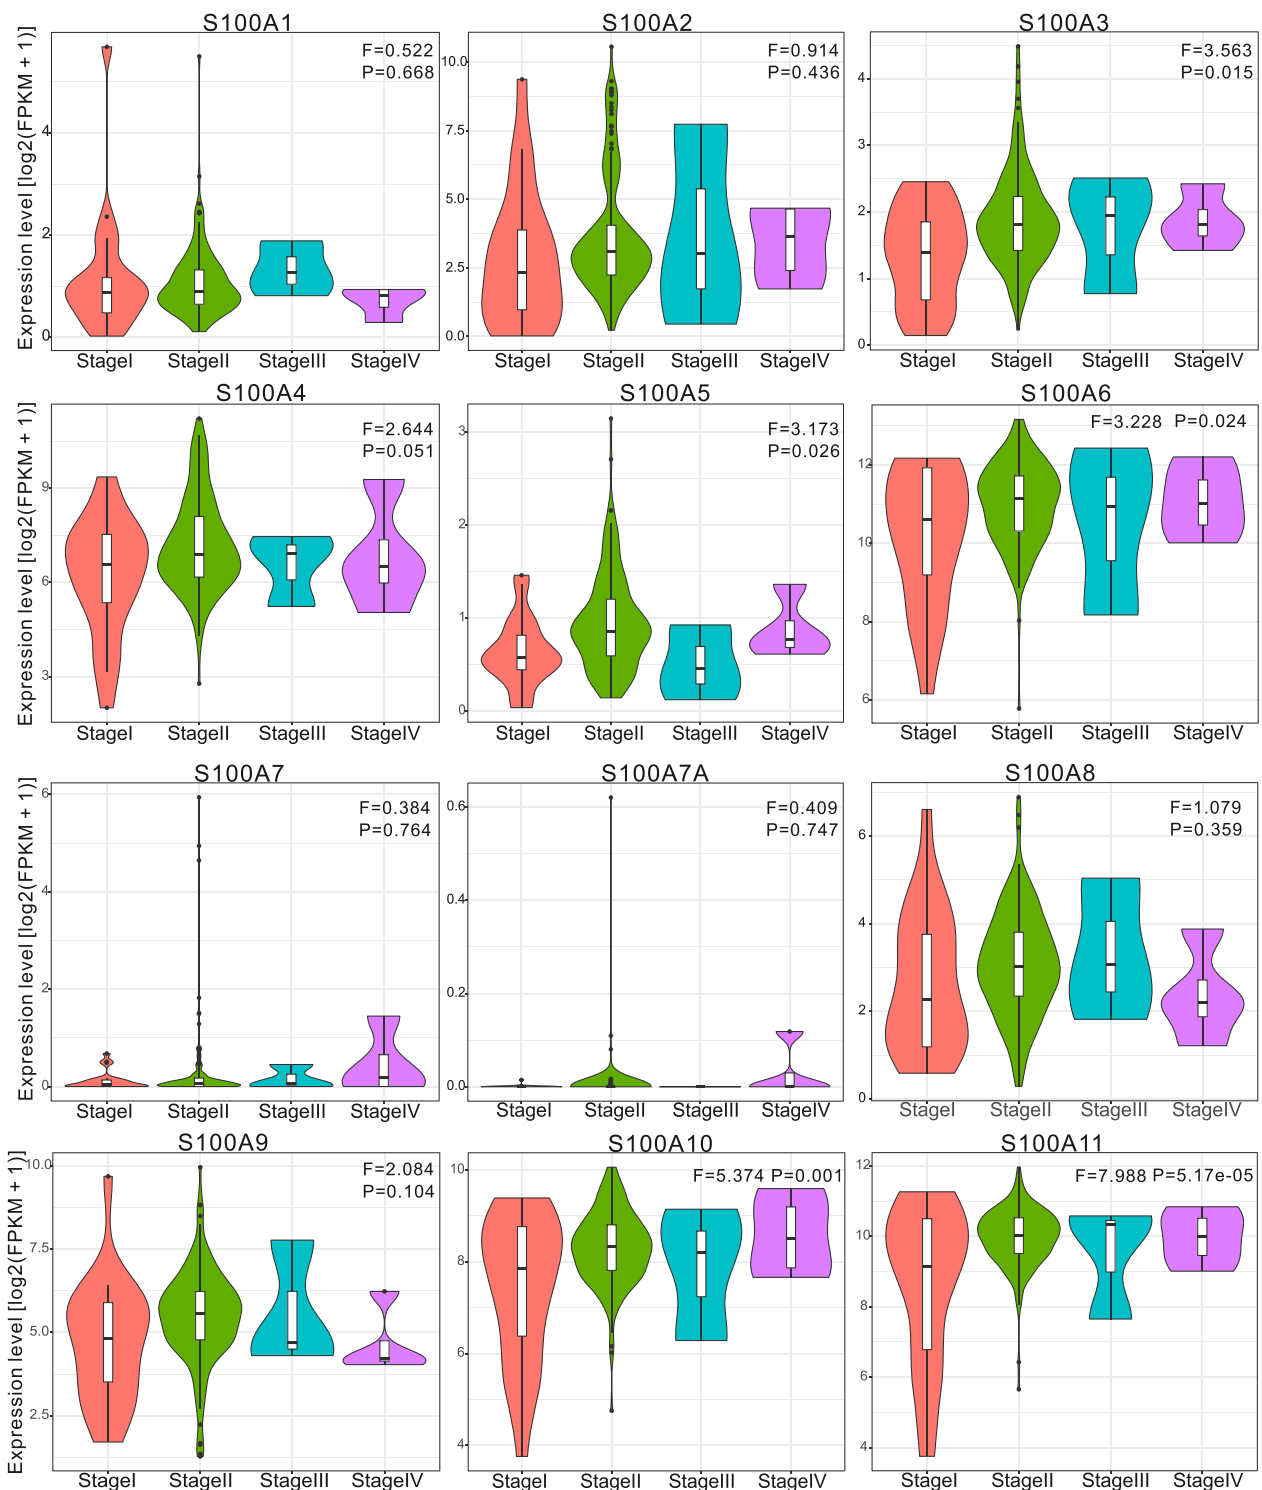 S100A1
S100A2
S100A3
Expression level [log2(FPKM + 1)]
4
2
0
F=0.522
P=0.668
StageI StageII StageIII StageIV
10.0
7.5
5.0
2.5
0.0
F=0.914
P=0.436
StageI StageII StageIII StageIV
4
3
2
1
0
F=3.563
P=0.015
StageI StageII StageIII StageIV
S100A4
S100A5
S100A6
Expression level [log2(FPKM + 1)]
9
6
3
F=2.644
P=0.051
StageI StageII StageIII StageIV
3
2
1
0
F=3.173
P=0.026
StageI StageII StageIII StageIV
12
10
8
6
F=3.228 P=0.024
StageI StageII StageIII StageIV
S100A7
S100A7A
S100A8
Expression level [log2(FPKM + 1)]
6
4
2
0
F=0.384
P=0.764
StageI StageII StageIII StageIV
0.6
0.4
0.2
0.0
F=0.409
P=0.747
StageI StageII StageIII StageIV
6
4
2
0
F=1.079
P=0.359
StageI StageII StageIII StageIV
S100A9
S100A10
S100A11
Expression level [log2(FPKM + 1)]
10.0
7.5
5.0
2.5
F=2.084
P=0.104
StageI StageII StageIII StageIV
10
8
6
4
F=5.374 P=0.001
StageI StageII StageIII StageIV
12
10
8
6
4
F=7.988 P=5.17e-05
StageI StageII StageIII StageIV